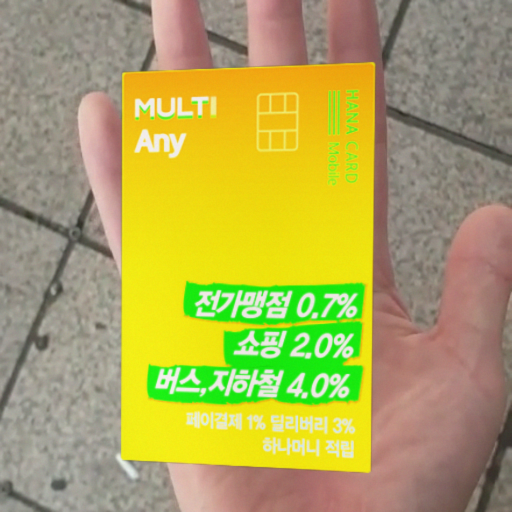 MULTI
Any
HANA CARD
Mobile
전가맹점 0.7%
쇼핑 2.0%
버스,지하철 4.0%
페이결제 1% 딜리버리 3%
하나머니 적립